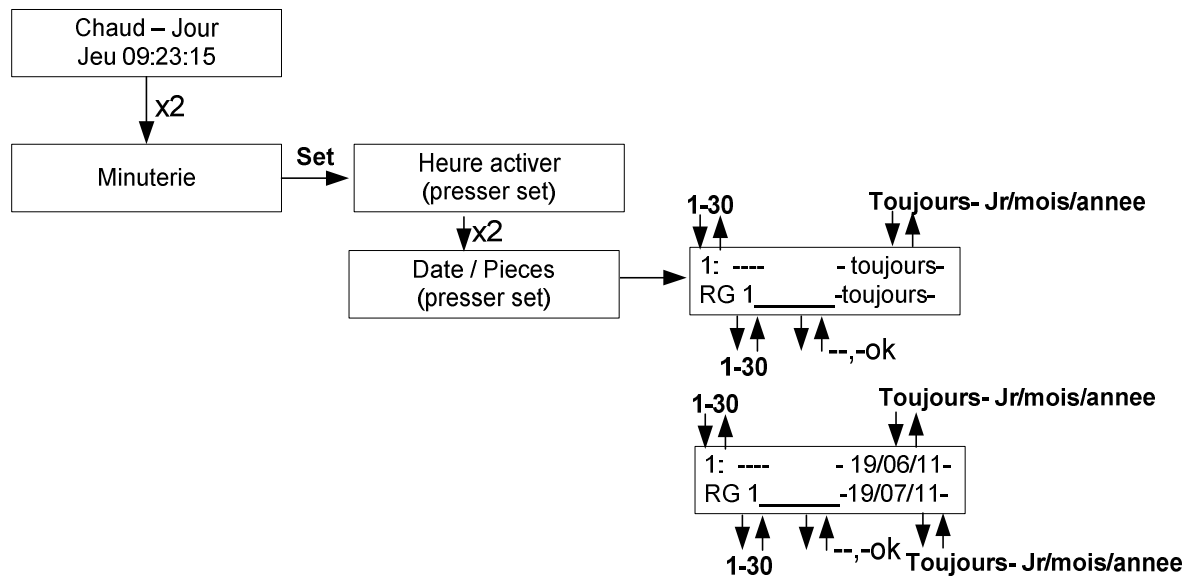 Chaud – Jour
Jeu 09:23:15
x2
Minuterie
Set
Heure activer
(presser set)
x2
Date / Pieces
(presser set)
1-30
Toujours- Jr/mois/annee
1: ---- - toujours-
RG 1_______-toujours-
--,-ok
1-30
1-30
Toujours- Jr/mois/annee
1: ---- - 19/06/11-
RG 1_______-19/07/11-
--,-ok
1-30
Toujours- Jr/mois/annee